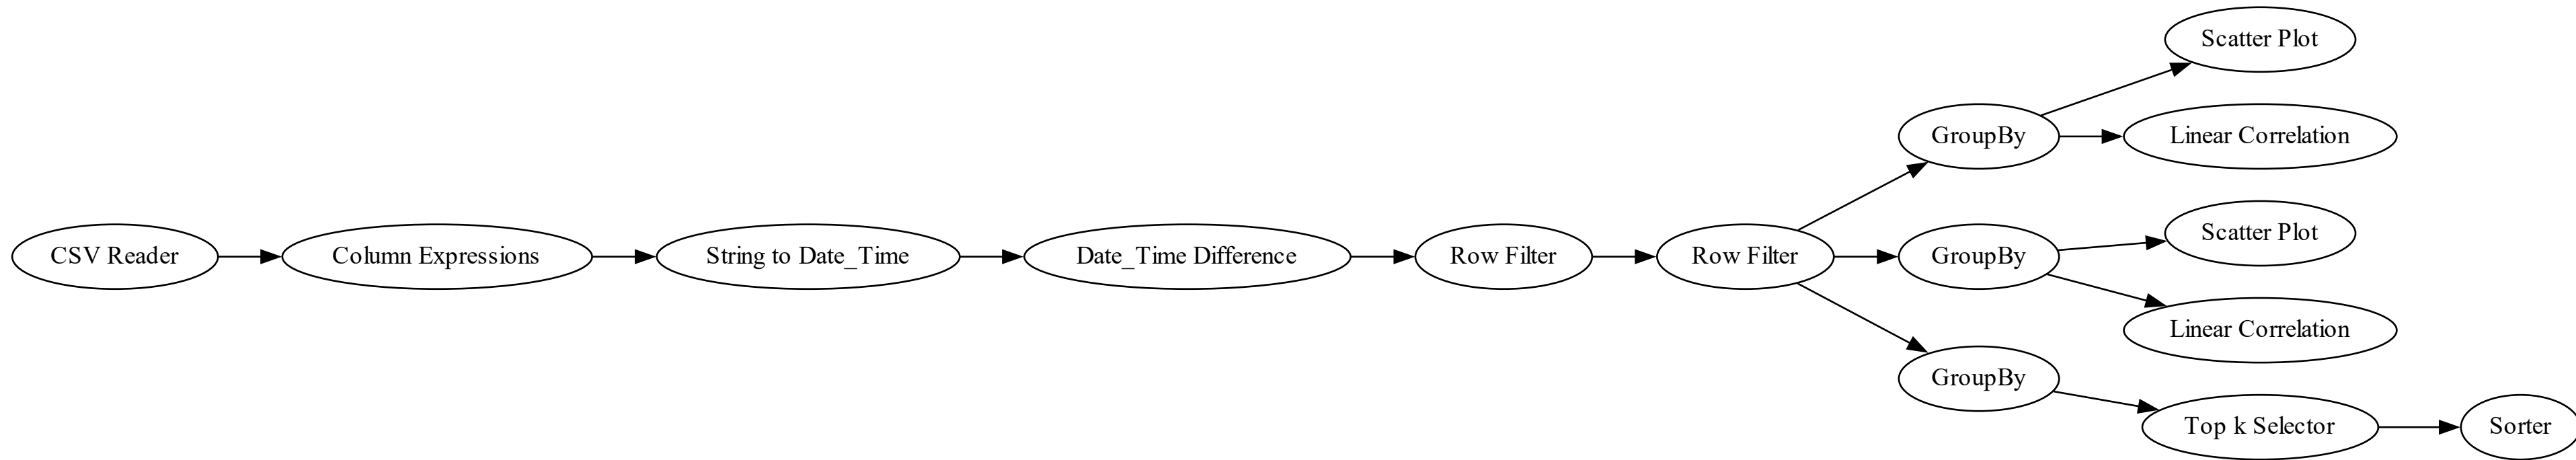 CSV Reader
Column Expressions
String to Date_Time
Date_Time Difference
Row Filter
Row Filter
GroupBy
Scatter Plot
Linear Correlation
GroupBy
Scatter Plot
Linear Correlation
GroupBy
Top k Selector
Sorter